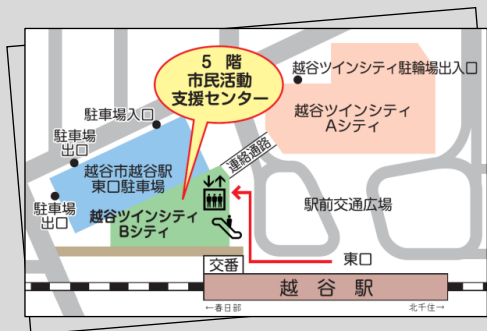 5 階
市民活動
支援センター
越谷ツインシティ駐輪場出入口
越谷ツインシティ
Aシティ
駐車場入口
駐車場
出口
越谷市越谷駅
東口駐車場
連絡通路
駐車場
出口
越谷ツインシティ
Bシティ
駅前交通広場
交番
東口
越谷駅
←春日部
北千住→